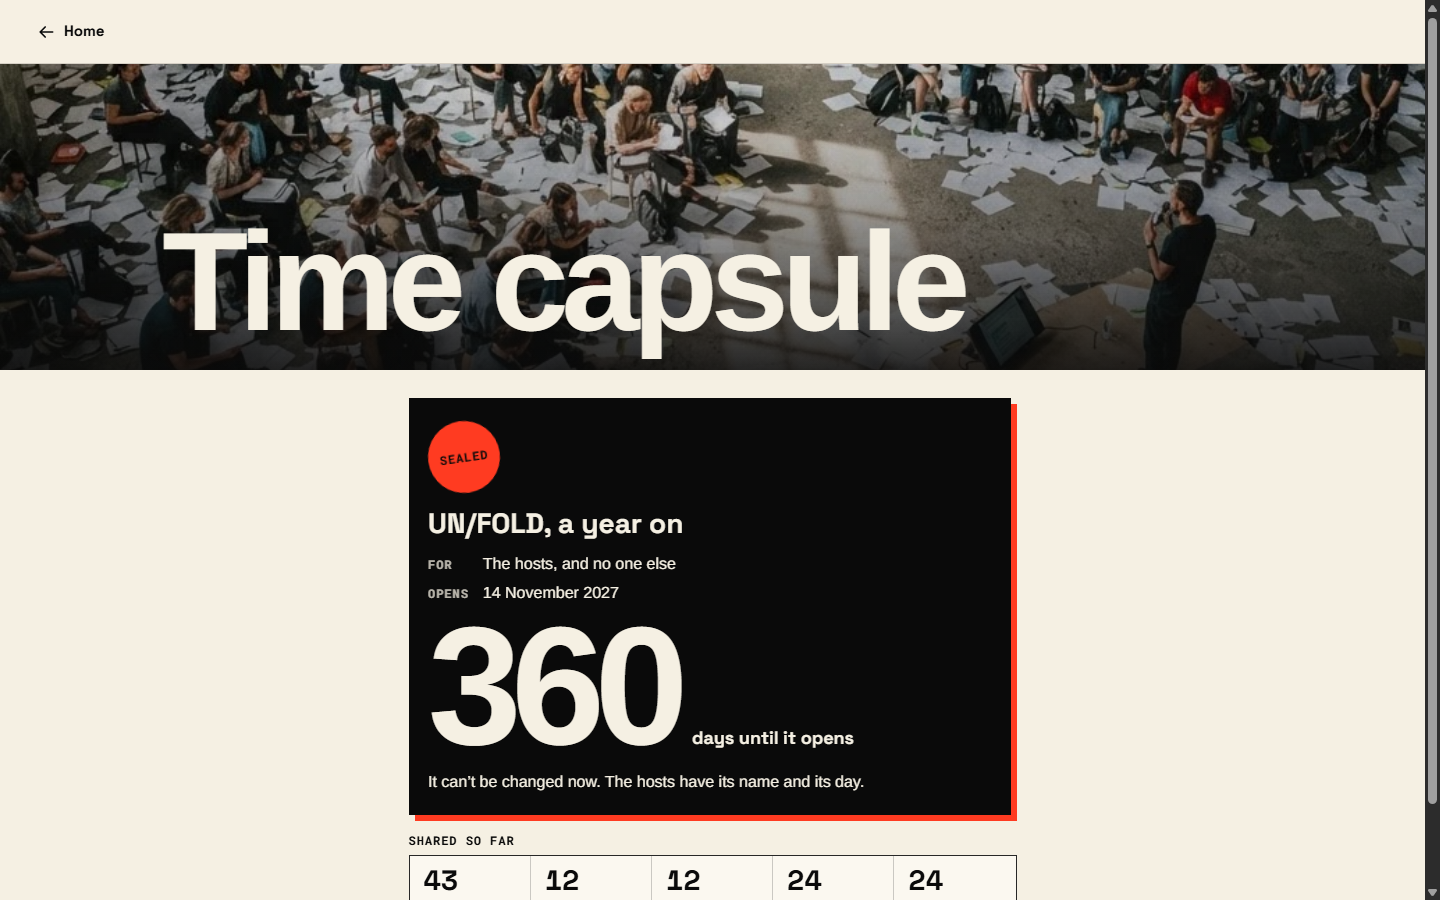 Home
Time capsule
SEALED
UN/FOLD, a year on
FOR The hosts, and no one else
OPENS 14 November 2027
360 days until it opens
It can't be changed now. The hosts have its name and its day.
SHARED SO FAR
43 12 12 24 24